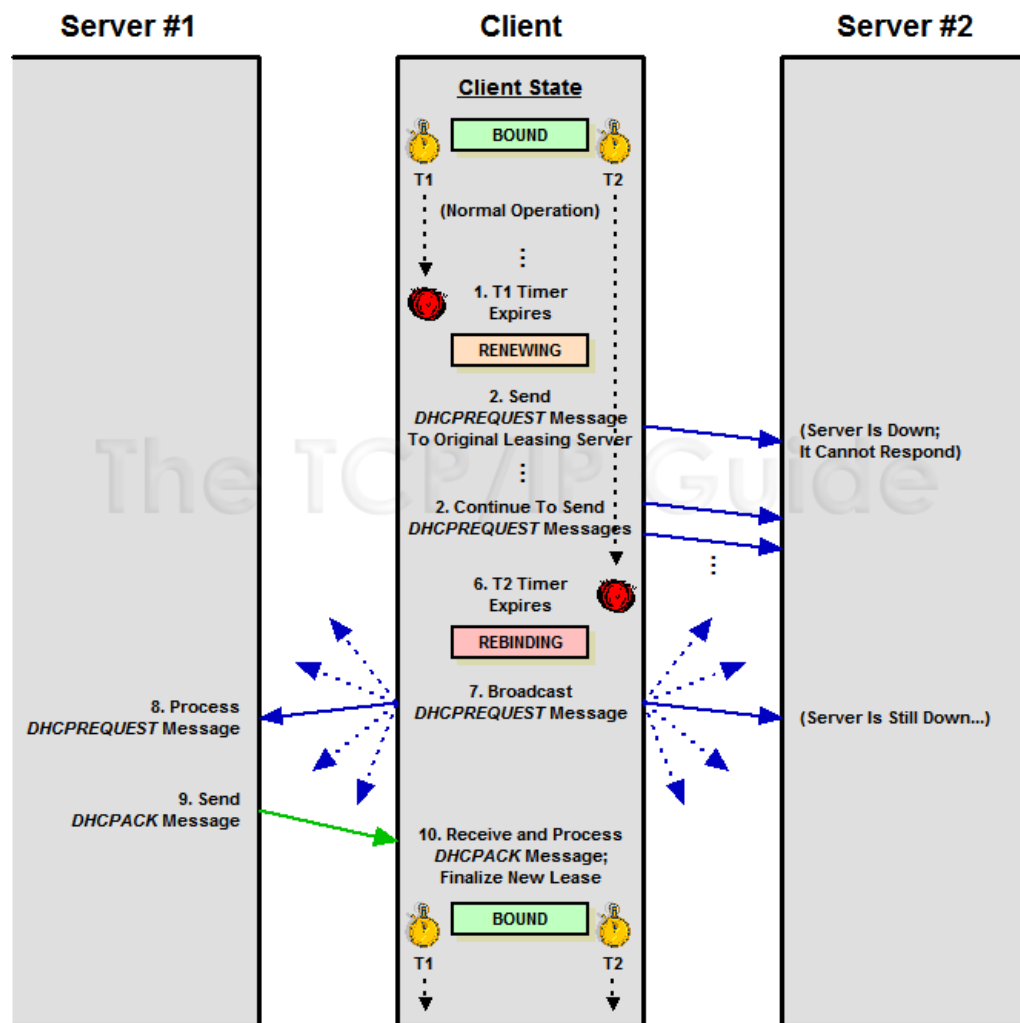 Server #1
Client
Server #2
Client State
BOUND
T1
T2
(Normal Operation)
1. T1 Timer
Expires
RENEWING
2. Send
DHCPREQUEST Message
To Original Leasing Server
(Server Is Down;
It Cannot Respond)
The TCP/IP Guide
2. Continue To Send
DHCPREQUEST Messages
6. T2 Timer
Expires
REBINDING
7. Broadcast
DHCPREQUEST Message
8. Process
DHCPREQUEST Message
(Server Is Still Down...)
9. Send
DHCPACK Message
10. Receive and Process
DHCPACK Message;
Finalize New Lease
BOUND
T1
T2